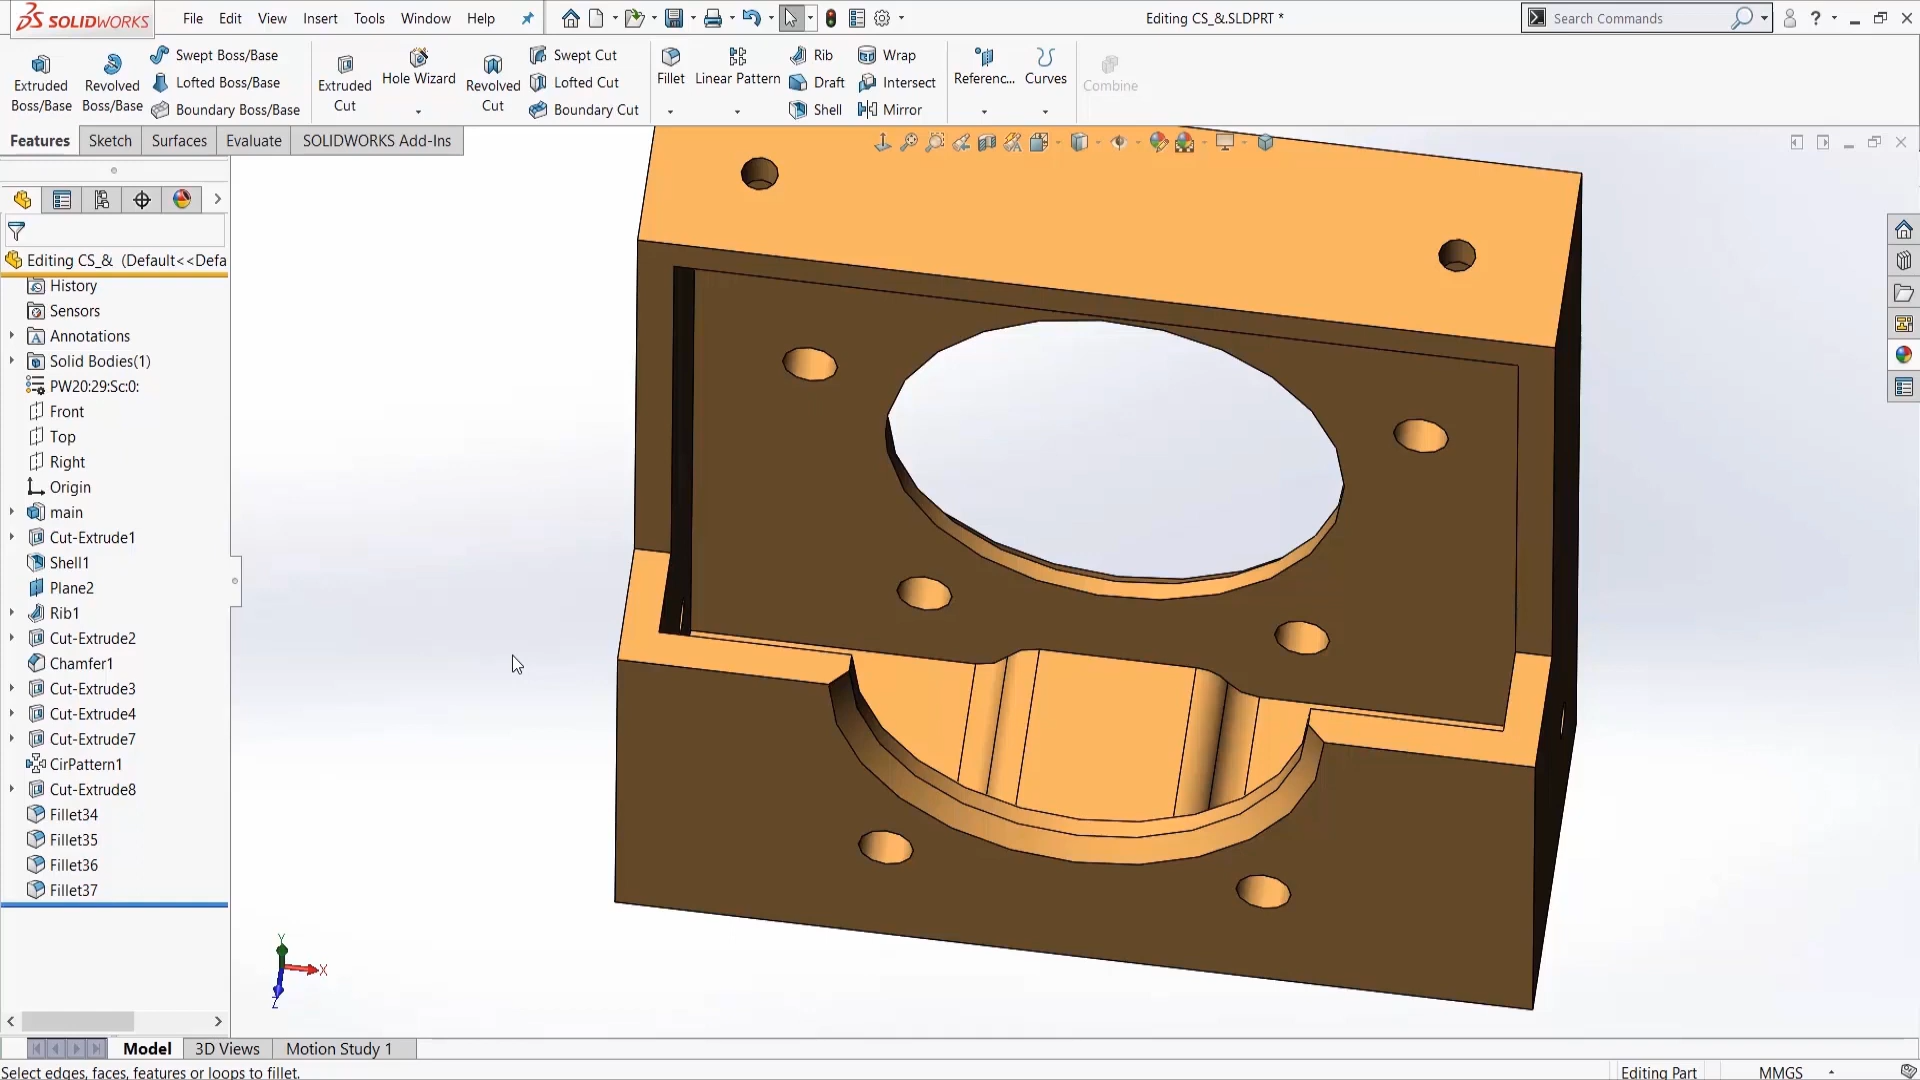 SOLIDWORKS
File Edit View Insert Tools Window Help
Editing CS_&.SLDPRT *
Search Commands
Extruded Boss/Base
Revolved Boss/Base
Swept Boss/Base
Lofted Boss/Base
Boundary Boss/Base
Extruded Cut
Hole Wizard
Revolved Cut
Swept Cut
Lofted Cut
Boundary Cut
Fillet
Linear Pattern
Rib
Draft
Shell
Wrap
Intersect
Mirror
Referenc...
Curves
Combine
Features Sketch Surfaces Evaluate SOLIDWORKS Add-Ins
Editing CS_& (Default<<Defa
History
Sensors
Annotations
Solid Bodies(1)
PW20:29:Sc:0:
Front
Top
Right
Origin
main
Cut-Extrude1
Shell1
Plane2
Rib1
Cut-Extrude2
Chamfer1
Cut-Extrude3
Cut-Extrude4
Cut-Extrude7
CirPattern1
Cut-Extrude8
Fillet34
Fillet35
Fillet36
Fillet37
Y
X
Z
Model 3D Views Motion Study 1
Select edges, faces, features or loops to fillet.
Editing Part MMGS